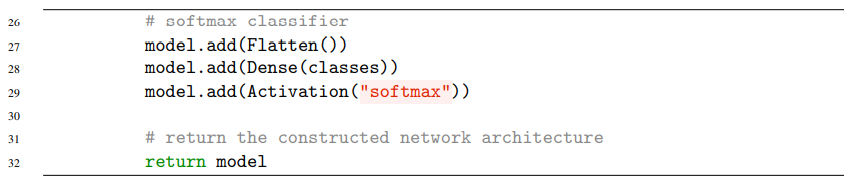 26 # softmax classifier
27 model.add(Flatten())
28 model.add(Dense(classes))
29 model.add(Activation("softmax"))
30
31 # return the constructed network architecture
32 return model